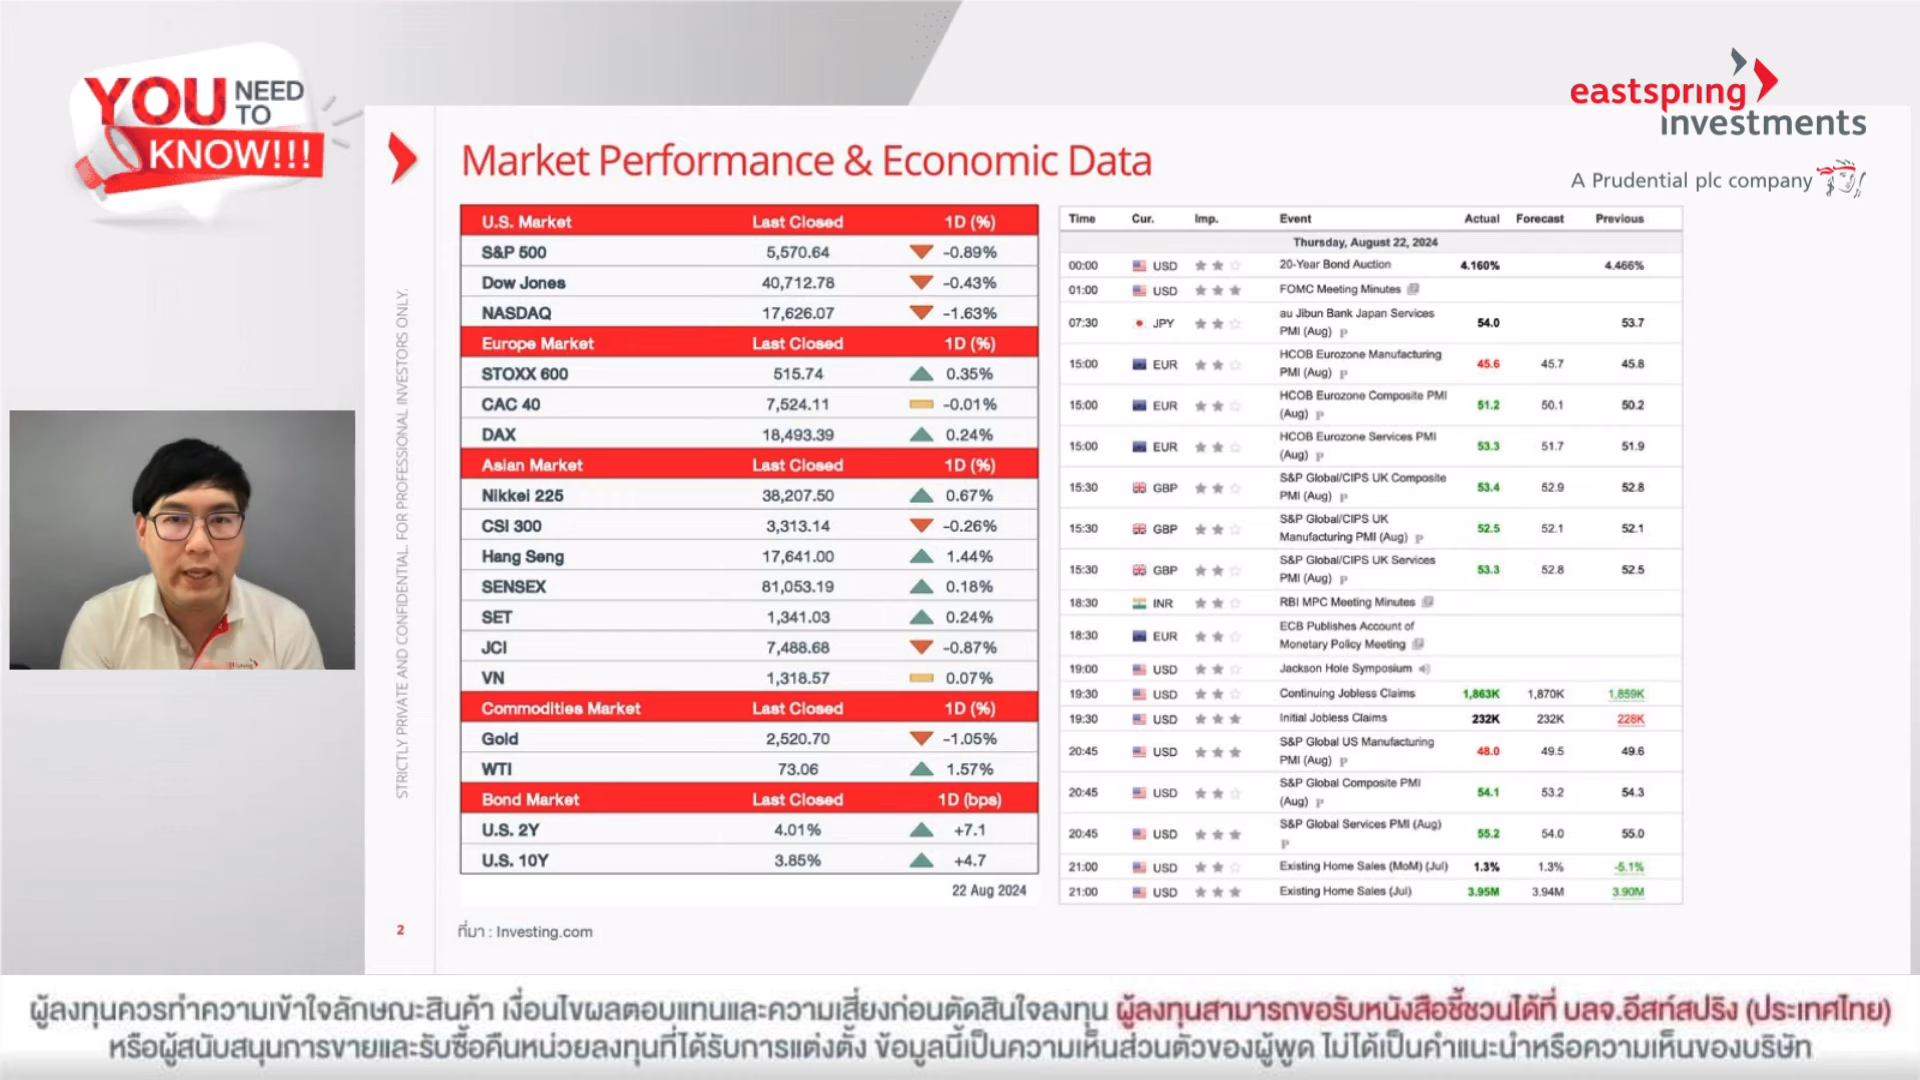 YOU NEED TO KNOW!!!
eastspring investments
A Prudential plc company
STRICTLY PRIVATE AND CONFIDENTIAL. FOR PROFESSIONAL INVESTORS ONLY.
Market Performance & Economic Data
U.S. Market Last Closed 1D (%)
S&P 500 5,570.64 -0.89%
Dow Jones 40,712.78 -0.43%
NASDAQ 17,626.07 -1.63%
Europe Market Last Closed 1D (%)
STOXX 600 515.74 0.35%
CAC 40 7,524.11 -0.01%
DAX 18,493.39 0.24%
Asian Market Last Closed 1D (%)
Nikkei 225 38,207.50 0.67%
CSI 300 3,313.14 -0.26%
Hang Seng 17,641.00 1.44%
SENSEX 81,053.19 0.18%
SET 1,341.03 0.24%
JCI 7,488.68 -0.87%
VN 1,318.57 0.07%
Commodities Market Last Closed 1D (%)
Gold 2,520.70 -1.05%
WTI 73.06 1.57%
Bond Market Last Closed 1D (bps)
U.S. 2Y 4.01% +7.1
U.S. 10Y 3.85% +4.7
22 Aug 2024
Time Cur. Imp. Event Actual Forecast Previous
Thursday, August 22, 2024
00:00 USD 20-Year Bond Auction 4.160% 4.466%
01:00 USD FOMC Meeting Minutes
07:30 JPY au Jibun Bank Japan Services PMI (Aug) P 54.0 53.7
15:00 EUR HCOB Eurozone Manufacturing PMI (Aug) P 45.6 45.7 45.8
15:00 EUR HCOB Eurozone Composite PMI (Aug) P 51.2 50.1 50.2
15:00 EUR HCOB Eurozone Services PMI (Aug) P 53.3 51.7 51.9
15:30 GBP S&P Global/CIPS UK Composite PMI (Aug) P 53.4 52.9 52.8
15:30 GBP S&P Global/CIPS UK Manufacturing PMI (Aug) P 52.5 52.1 52.1
15:30 GBP S&P Global/CIPS UK Services PMI (Aug) P 53.3 52.8 52.5
18:30 INR RBI MPC Meeting Minutes
18:30 EUR ECB Publishes Account of Monetary Policy Meeting
19:00 USD Jackson Hole Symposium
19:30 USD Continuing Jobless Claims 1,863K 1,870K 1,859K
19:30 USD Initial Jobless Claims 232K 232K 228K
20:45 USD S&P Global US Manufacturing PMI (Aug) P 48.0 49.5 49.6
20:45 USD S&P Global Composite PMI (Aug) P 54.1 53.2 54.3
20:45 USD S&P Global Services PMI (Aug) P 55.2 54.0 55.0
21:00 USD Existing Home Sales (MoM) (Jul) 1.3% 1.3% -5.1%
21:00 USD Existing Home Sales (Jul) 3.95M 3.94M 3.90M
2
ที่มา : Investing.com
ผู้ลงทุนควรทำความเข้าใจลักษณะสินค้า เงื่อนไขผลตอบแทนและความเสี่ยงก่อนตัดสินใจลงทุน ผู้ลงทุนสามารถขอรับหนังสือชี้ชวนได้ที่ บลจ.อีสท์สปริง (ประเทศไทย)
หรือผู้สนับสนุนการขายและรับซื้อคืนหน่วยลงทุนที่ได้รับการแต่งตั้ง ข้อมูลนี้เป็นความเห็นส่วนตัวของผู้พูด ไม่ได้เป็นคำแนะนำหรือความเห็นของบริษัท